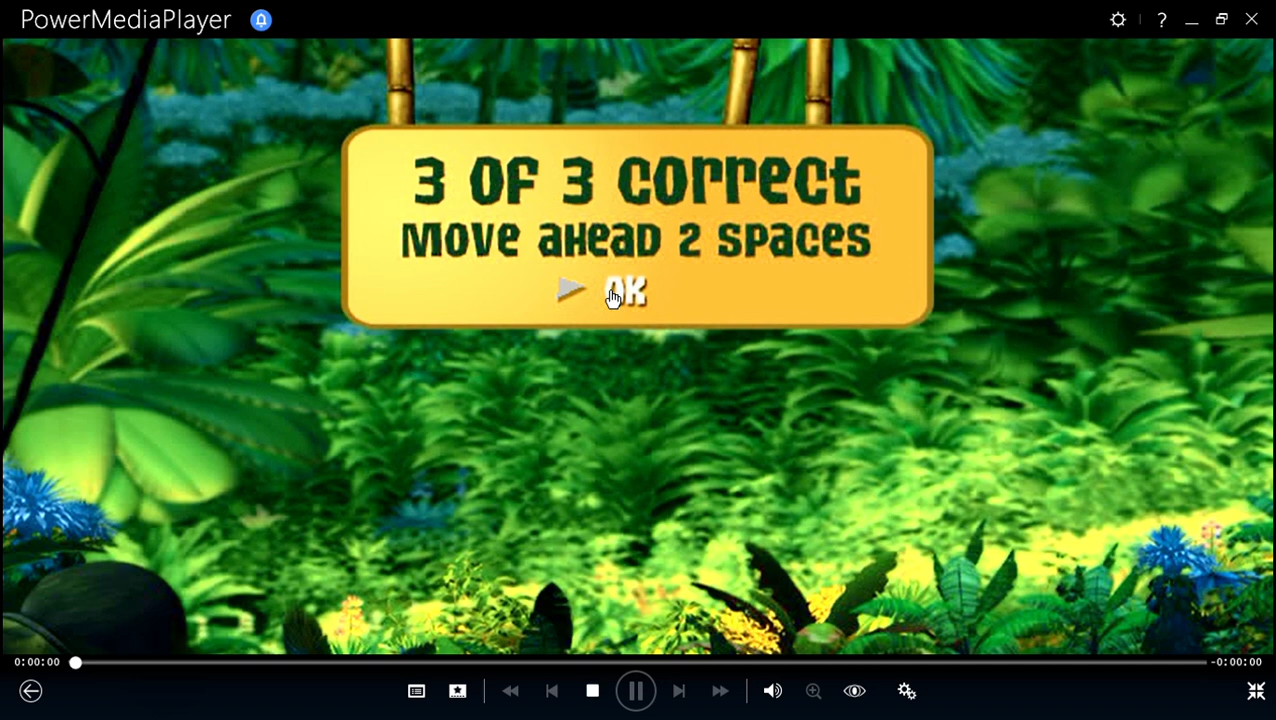 PowerMediaPlayer
3 OF 3 CORRECT
MOVE AHEAD 2 SPACES
OK
0:00:00
-0:00:00